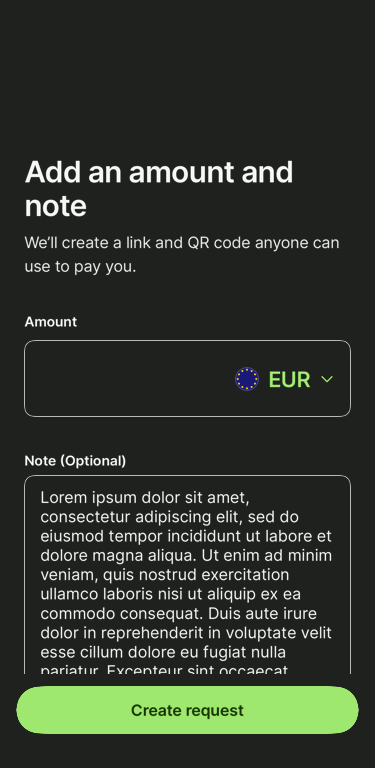 Add an amount and
note
We’ll create a link and QR code anyone can
use to pay you.
Amount
EUR
Note (Optional)
Lorem ipsum dolor sit amet,
consectetur adipiscing elit, sed do
eiusmod tempor incididunt ut labore et
dolore magna aliqua. Ut enim ad minim
veniam, quis nostrud exercitation
ullamco laboris nisi ut aliquip ex ea
commodo consequat. Duis aute irure
dolor in reprehenderit in voluptate velit
esse cillum dolore eu fugiat nulla
pariatur. Excepteur sint occaecat
Create request